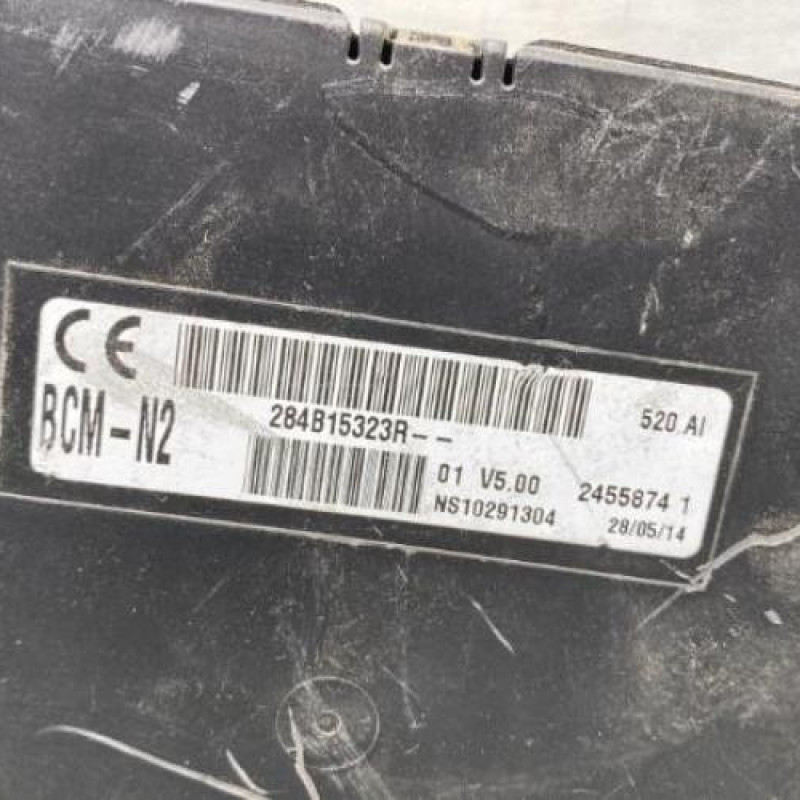 CE
BCM-N2
284B15323R--
520 AI
01 V5.00
2455874 1
NS10291304
28/05/14